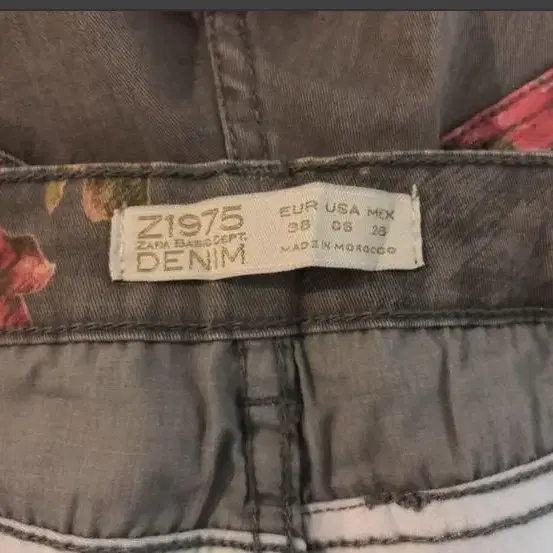 Z1975
ZARA BASIC DEPT.
DENIM
EUR USA MEX
38 06 28
MADE IN MOROCCO